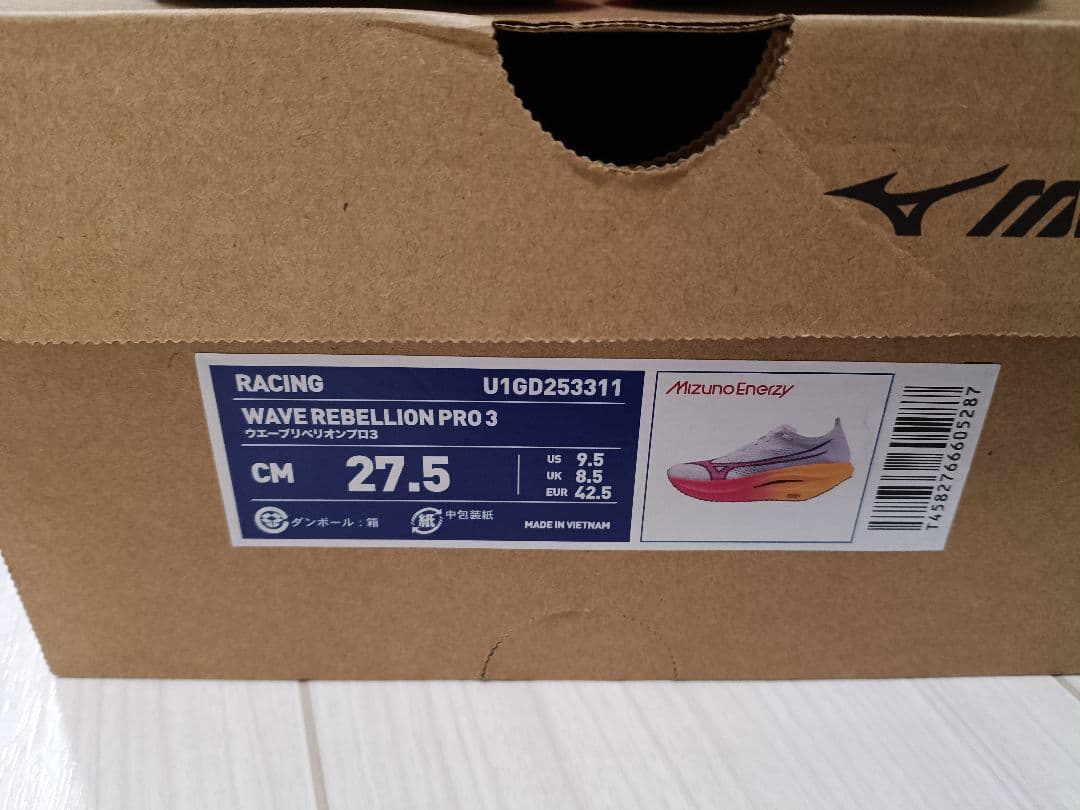 RACING
U1GD253311
WAVE REBELLION PRO 3
ウエーブリベリオンプロ3
CM 27.5
US 9.5
UK 8.5
EUR 42.5
ダンボール：箱
紙 中包装紙
MADE IN VIETNAM
MizunoEnerzy
T4582766605287